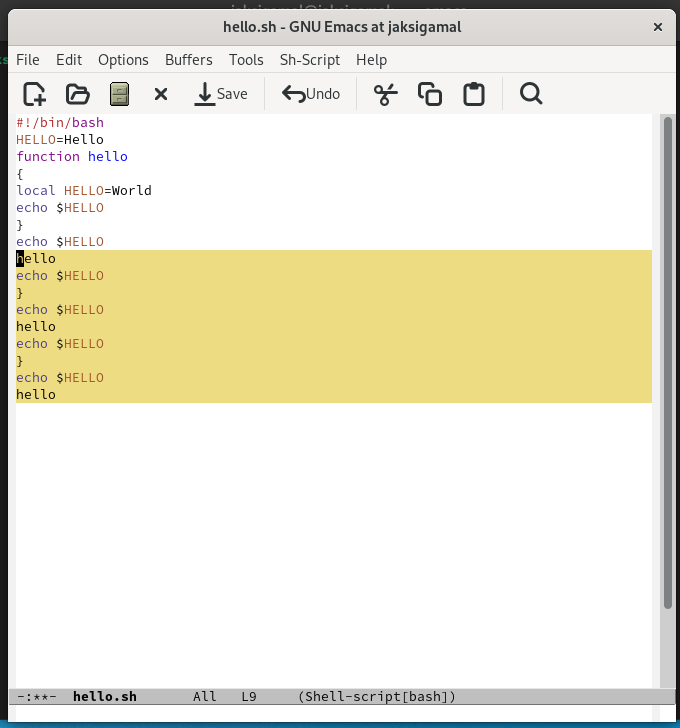 hello.sh - GNU Emacs at jaksigamal
File Edit Options Buffers Tools Sh-Script Help
Save Undo
#!/bin/bash
HELLO=Hello
function hello
{
local HELLO=World
echo $HELLO
}
echo $HELLO
hello
echo $HELLO
}
echo $HELLO
hello
echo $HELLO
}
echo $HELLO
hello
-:**- hello.sh All L9 (Shell-script[bash])